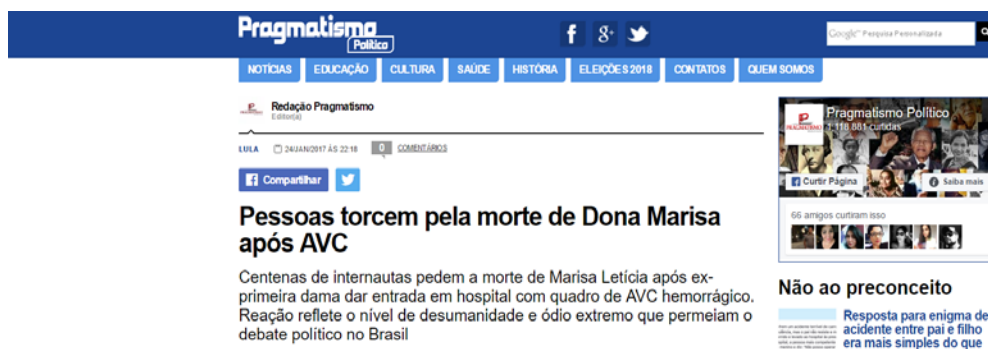 Pragmatismo
Político
f 8+
Google™ Pesquisa Personalizada
NOTÍCIAS EDUCAÇÃO CULTURA SAÚDE HISTÓRIA ELEIÇÕES 2018 CONTATOS QUEM SOMOS
Redação Pragmatismo
Editor(a)
LULA 24/JAN/2017 ÀS 22:18 0 COMENTÁRIOS
Compartilhar
Pessoas torcem pela morte de Dona Marisa
após AVC
Centenas de internautas pedem a morte de Marisa Letícia após ex-
primeira dama dar entrada em hospital com quadro de AVC hemorrágico.
Reação reflete o nível de desumanidade e ódio extremo que permeiam o
debate político no Brasil
Pragmatismo Político
1.118.881 curtidas
Curtir Página Saiba mais
66 amigos curtiram isso
Não ao preconceito
Resposta para enigma de
acidente entre pai e filho
era mais simples do que